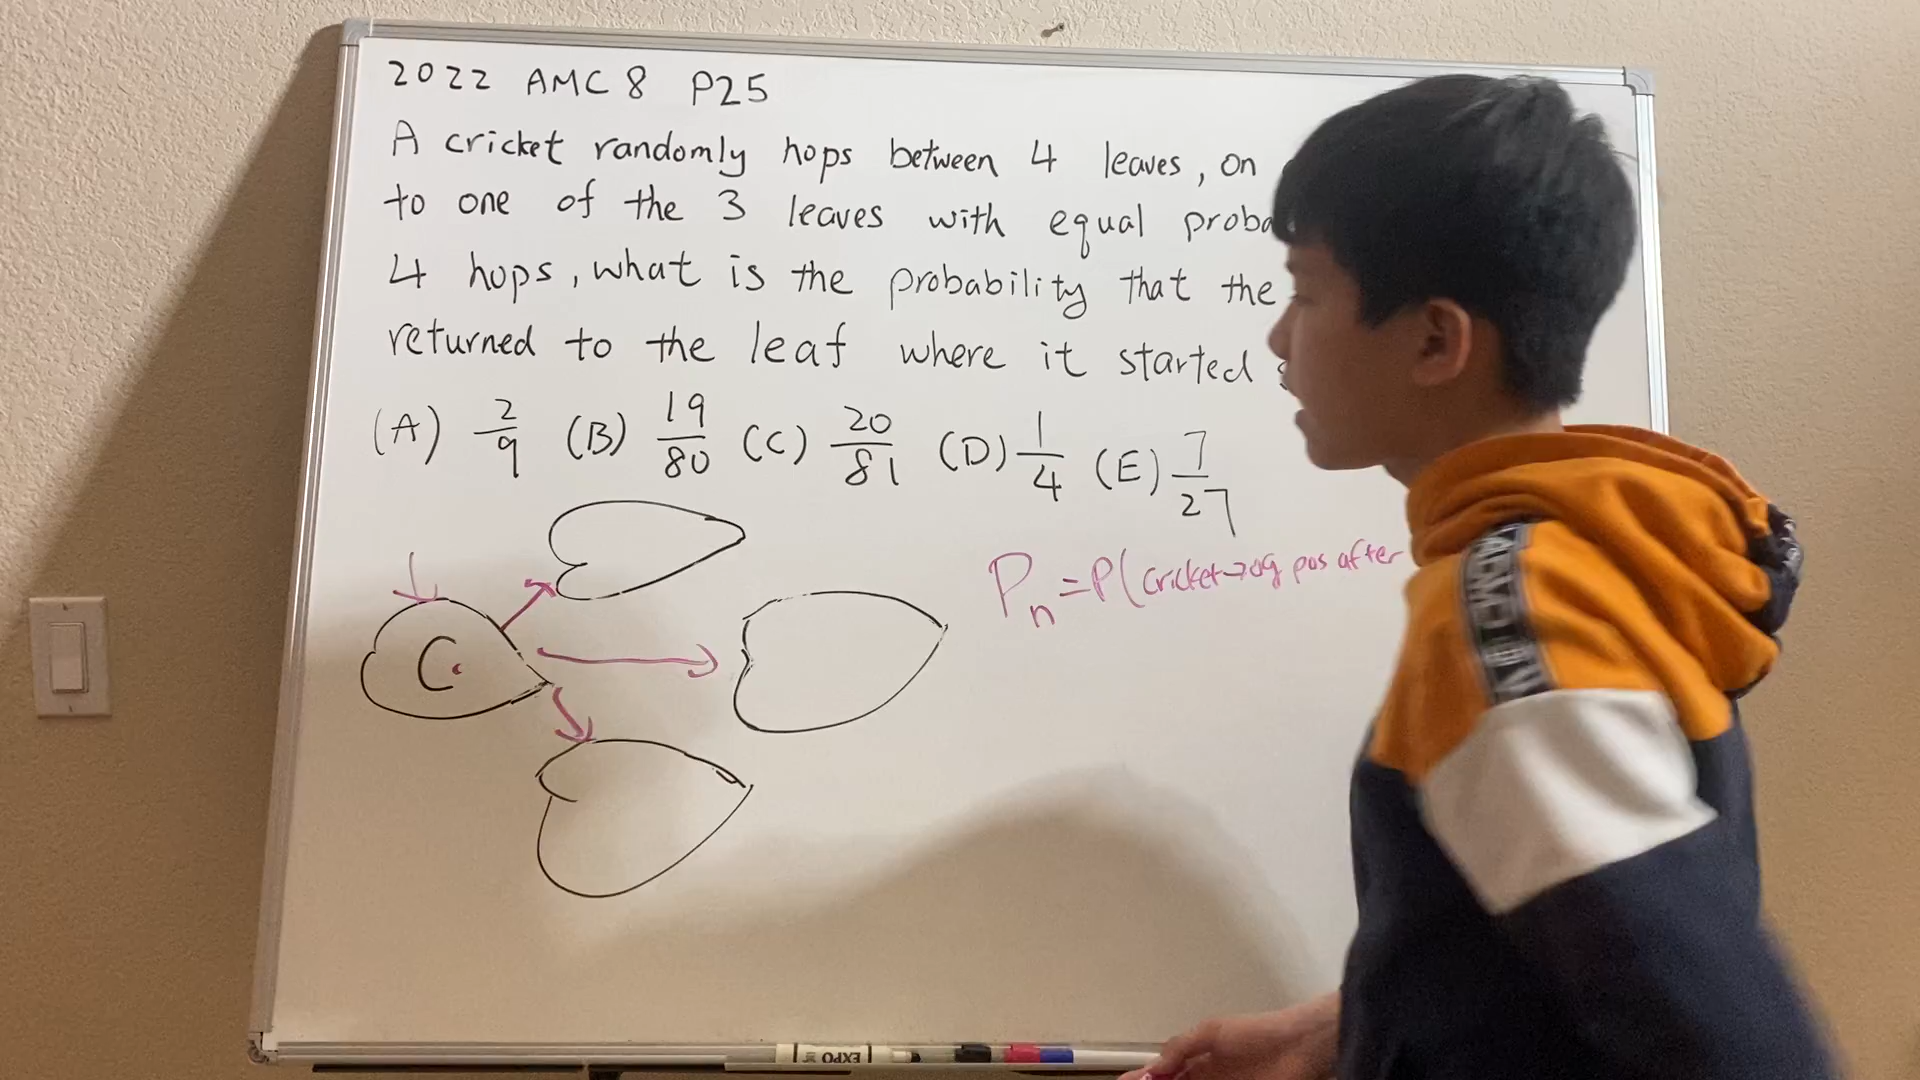 2022 AMC 8 P25
A cricket randomly hops between 4 leaves, on
to one of the 3 leaves with equal proba
4 hops, what is the probability that the
returned to the leaf where it started
(A) 2/9 (B) 19/80 (C) 20/81 (D) 1/4 (E) 7/27
Pn = P(cricket→og pos after
C
EXPO